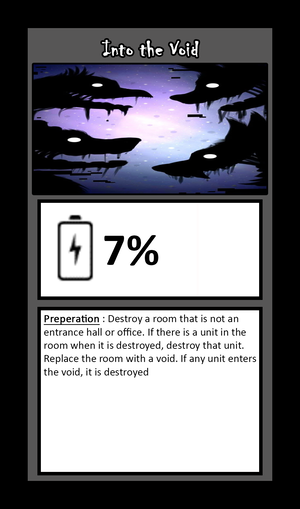 Into the Void
7%
Preperation : Destroy a room that is not an
entrance hall or office. If there is a unit in the
room when it is destroyed, destroy that unit.
Replace the room with a void. If any unit enters
the void, it is destroyed